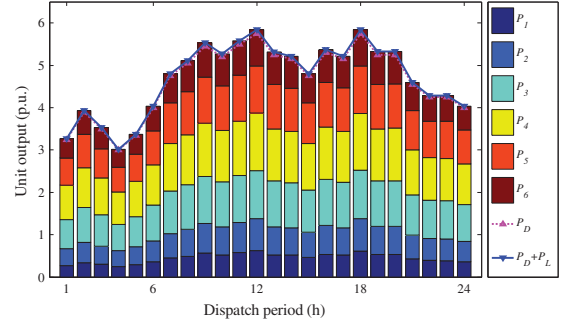 6
5
4
3
2
1
0
Unit output (p.u.)
1 6 12 18 24
Dispatch period (h)
P1
P2
P3
P4
P5
P6
PD
PD+PL